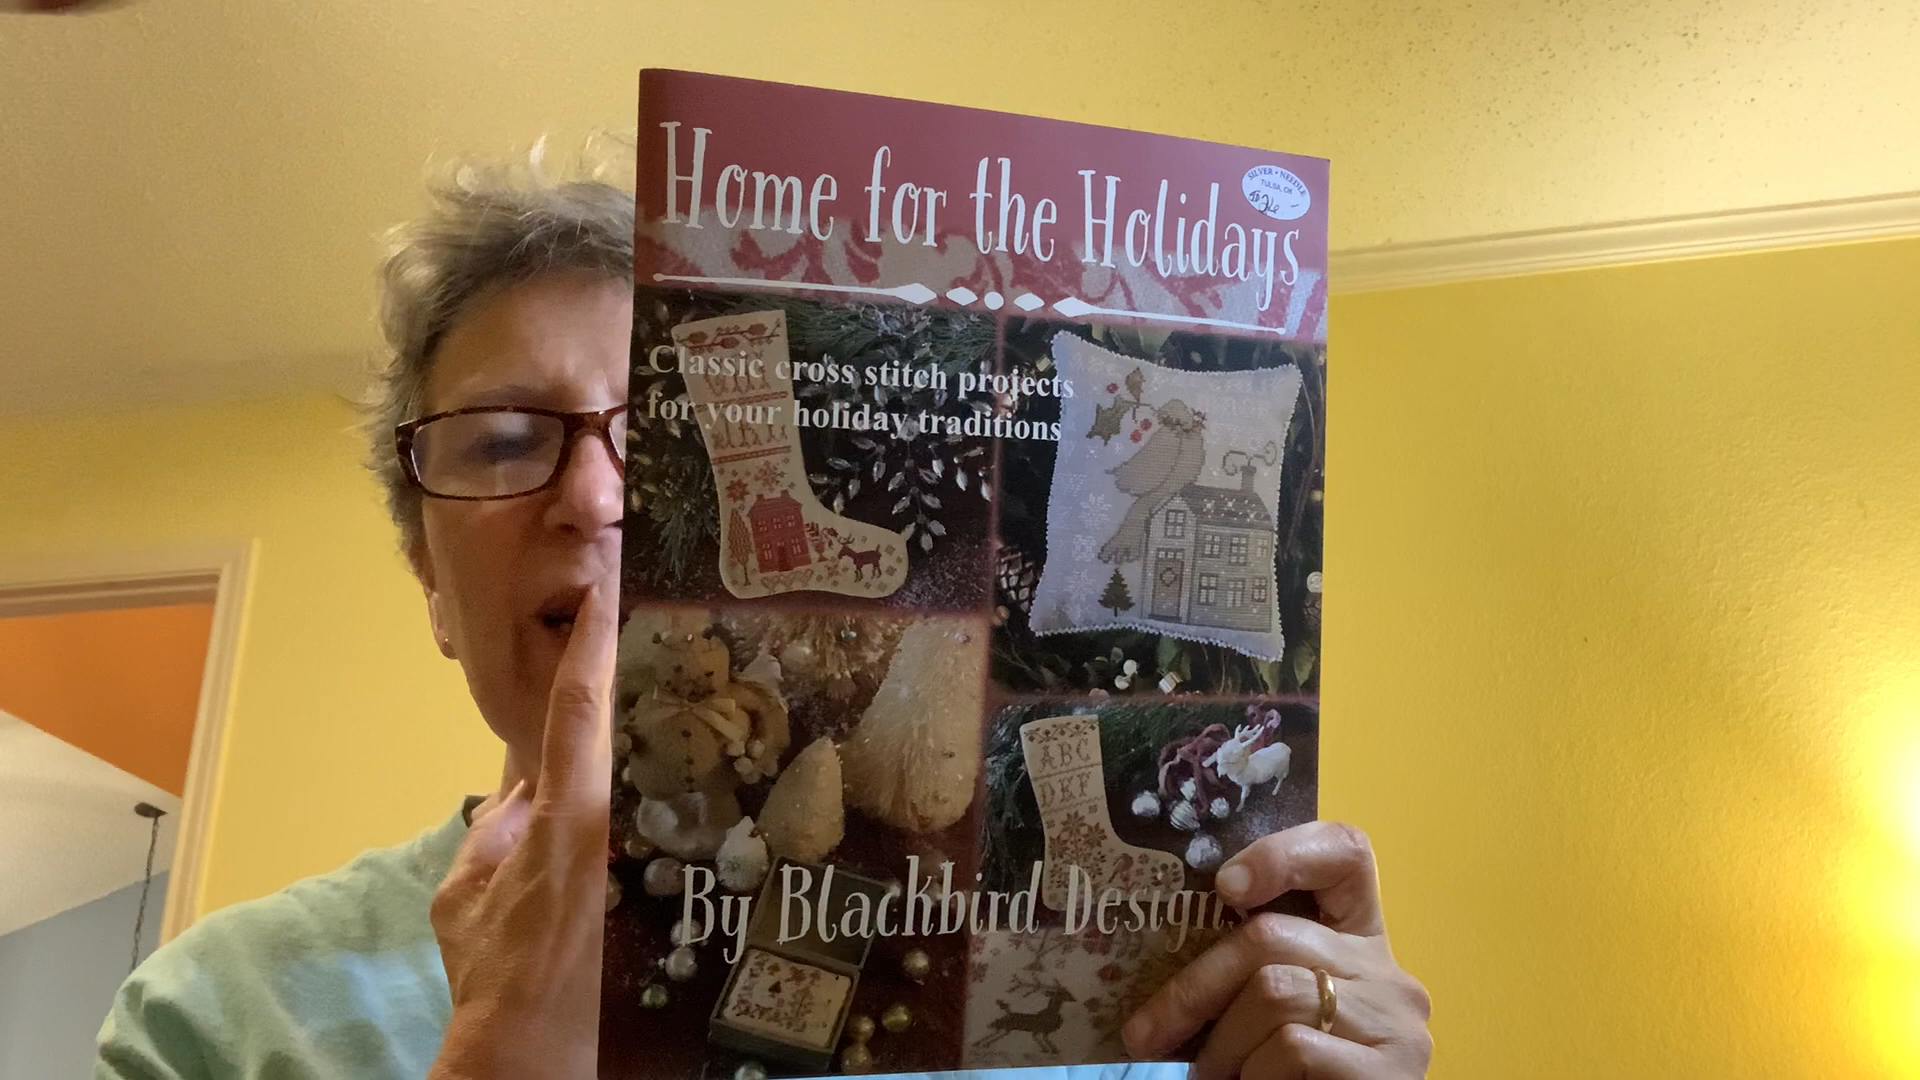 Home for the Holidays
SILVER • NEEDLE
TULSA, OK
Classic cross stitch projects
for your holiday traditions
ABC
DEF
By Blackbird Designs